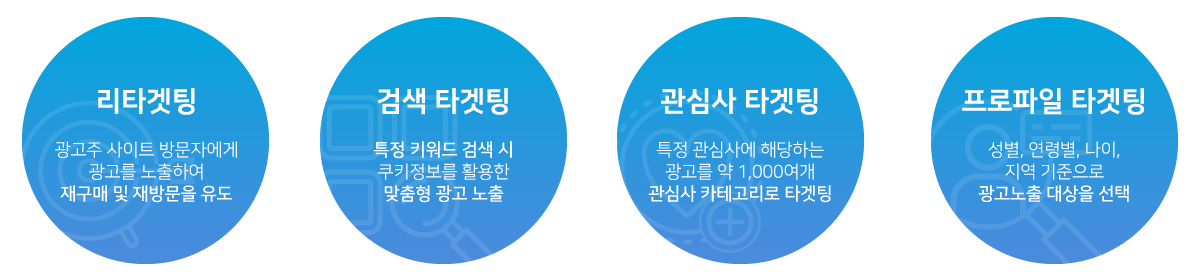 리타겟팅
광고주 사이트 방문자에게
광고를 노출하여
재구매 및 재방문을 유도
검색 타겟팅
특정 키워드 검색 시
쿠키정보를 활용한
맞춤형 광고 노출
관심사 타겟팅
특정 관심사에 해당하는
광고를 약 1,000여개
관심사 카테고리로 타겟팅
프로파일 타겟팅
성별, 연령별, 나이,
지역 기준으로
광고노출 대상을 선택